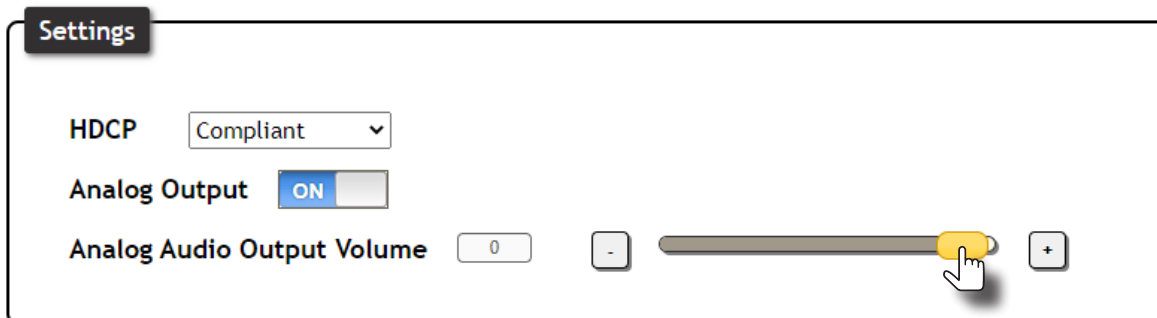 Settings
HDCP Compliant
Analog Output ON
Analog Audio Output Volume 0 - +